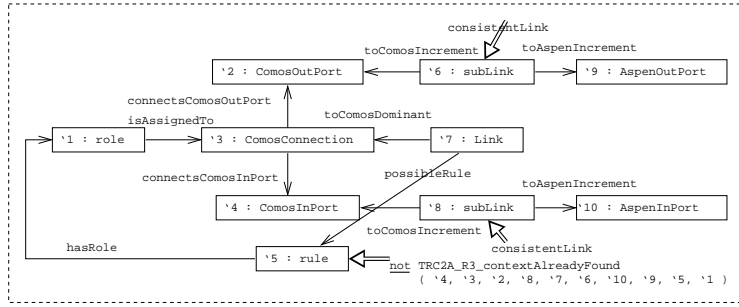 consistentLink
toComosIncrement
toAspenIncrement
‘2 : ComosOutPort
‘6 : subLink
‘9 : AspenOutPort
connectsComosOutPort
isAssignedTo
toComosDominant
‘1 : role
‘3 : ComosConnection
‘7 : Link
connectsComosInPort
possibleRule
toAspenIncrement
‘4 : ComosInPort
‘8 : subLink
‘10 : AspenInPort
toComosIncrement
hasRole
consistentLink
‘5 : rule
not TRC2A_R3_contextAlreadyFound
( ‘4, ‘3, ‘2, ‘8, ‘7, ‘6, ‘10, ‘9, ‘5, ‘1 )